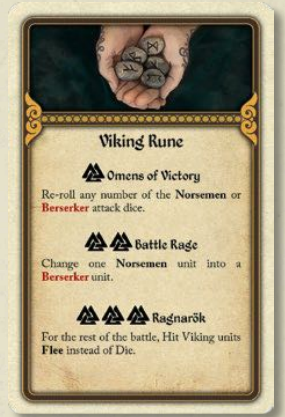 Viking Rune
Omens of Victory
Re-roll any number of the Norsemen or
Berserker attack dice.
Battle Rage
Change one Norsemen unit into a
Berserker unit.
Ragnarök
For the rest of the battle, Hit Viking units
Flee instead of Die.